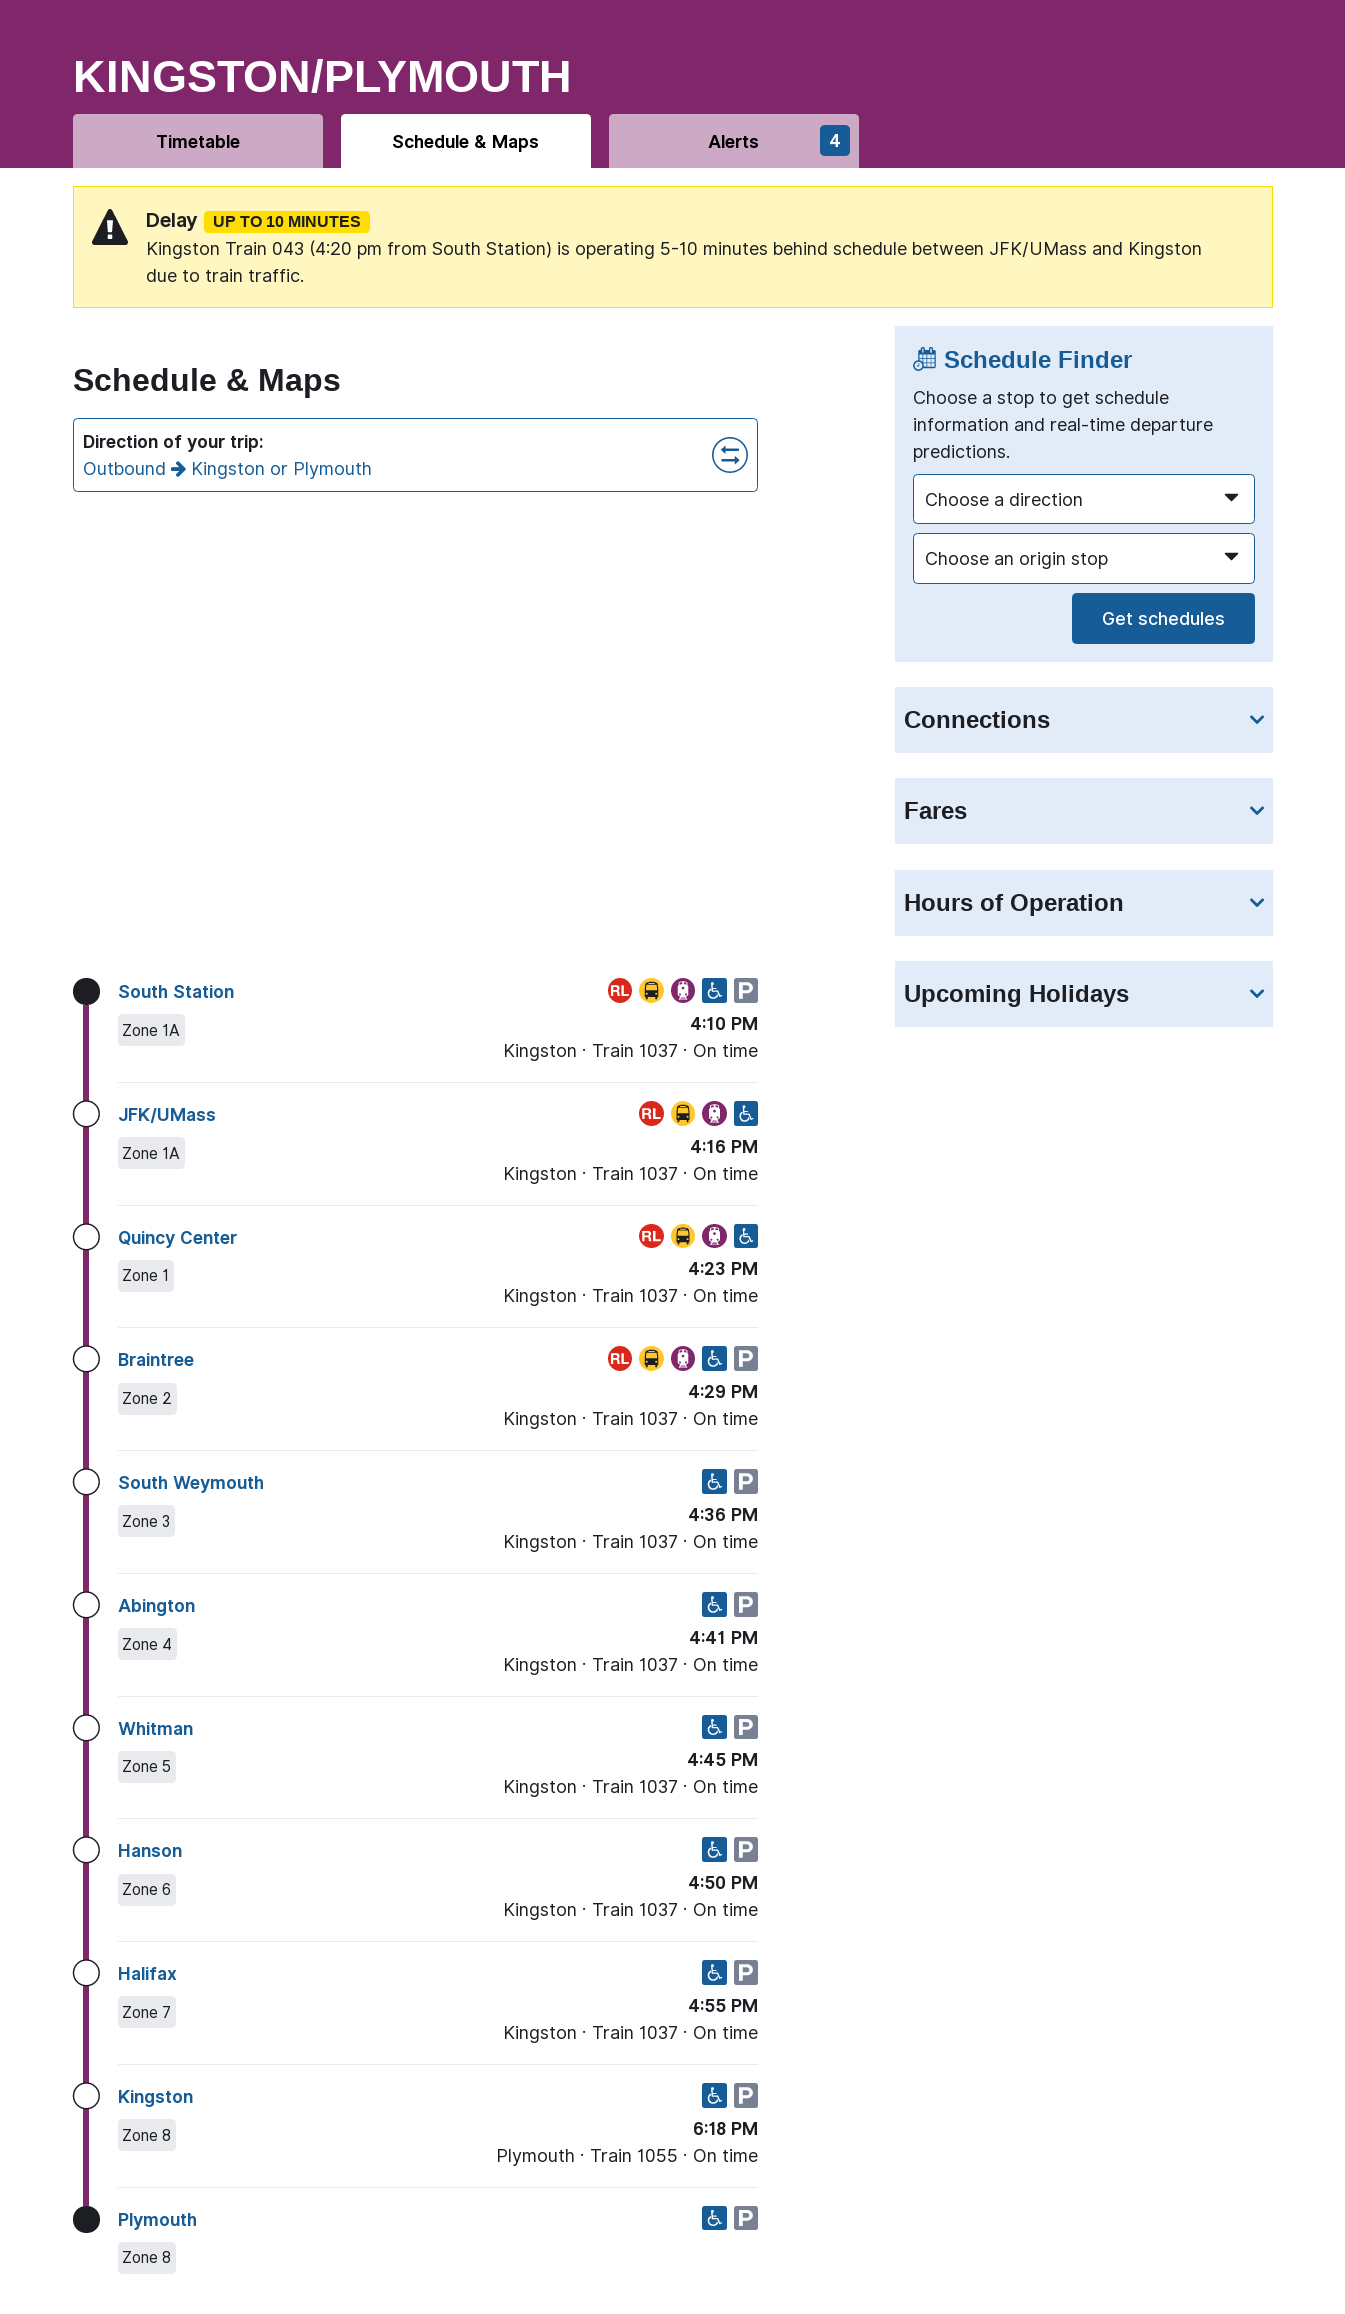 KINGSTON/PLYMOUTH
Timetable
Schedule & Maps
Alerts
4
Delay UP TO 10 MINUTES
Kingston Train 043 (4:20 pm from South Station) is operating 5-10 minutes behind schedule between JFK/UMass and Kingston
due to train traffic.
Schedule & Maps
Direction of your trip:
Outbound Kingston or Plymouth
Schedule Finder
Choose a stop to get schedule
information and real-time departure
predictions.
Choose a direction
Choose an origin stop
Get schedules
Connections
Fares
Hours of Operation
Upcoming Holidays
South Station
RL
P
Zone 1A
4:10 PM
Kingston · Train 1037 · On time
JFK/UMass
RL
Zone 1A
4:16 PM
Kingston · Train 1037 · On time
Quincy Center
RL
Zone 1
4:23 PM
Kingston · Train 1037 · On time
Braintree
RL
P
Zone 2
4:29 PM
Kingston · Train 1037 · On time
South Weymouth
P
Zone 3
4:36 PM
Kingston · Train 1037 · On time
Abington
P
Zone 4
4:41 PM
Kingston · Train 1037 · On time
Whitman
P
Zone 5
4:45 PM
Kingston · Train 1037 · On time
Hanson
P
Zone 6
4:50 PM
Kingston · Train 1037 · On time
Halifax
P
Zone 7
4:55 PM
Kingston · Train 1037 · On time
Kingston
P
Zone 8
6:18 PM
Plymouth · Train 1055 · On time
Plymouth
P
Zone 8